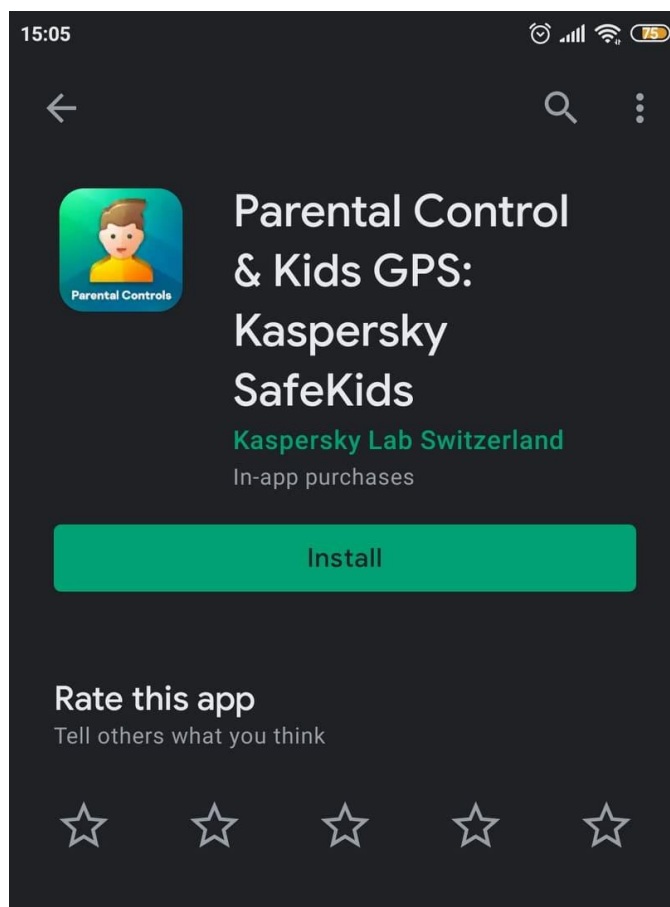 15:05
75
Parental Controls
Parental Control
& Kids GPS:
Kaspersky
SafeKids
Kaspersky Lab Switzerland
In-app purchases
Install
Rate this app
Tell others what you think